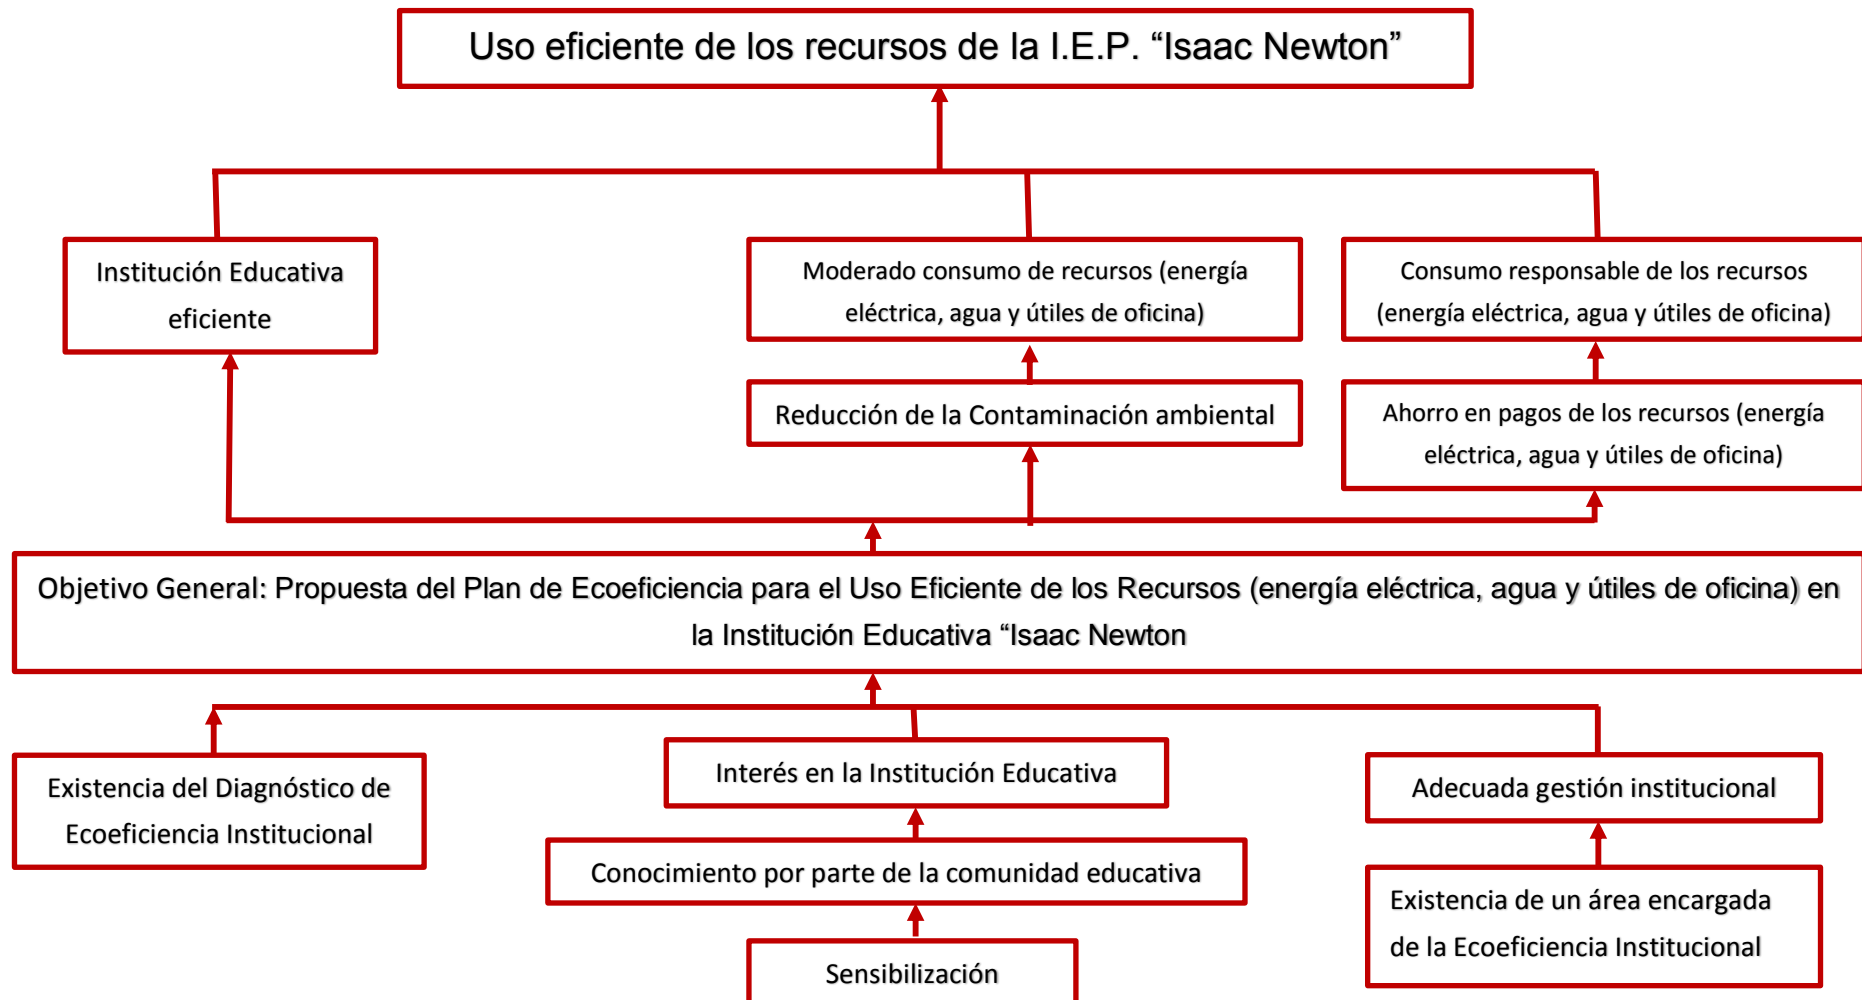 Uso eficiente de los recursos de la I.E.P. “Isaac Newton”
Institución Educativa
eficiente
Moderado consumo de recursos (energía
eléctrica, agua y útiles de oficina)
Consumo responsable de los recursos
(energía eléctrica, agua y útiles de oficina)
Reducción de la Contaminación ambiental
Ahorro en pagos de los recursos (energía
eléctrica, agua y útiles de oficina)
Objetivo General: Propuesta del Plan de Ecoeficiencia para el Uso Eficiente de los Recursos (energía eléctrica, agua y útiles de oficina) en
la Institución Educativa “Isaac Newton
Existencia del Diagnóstico de
Ecoeficiencia Institucional
Interés en la Institución Educativa
Adecuada gestión institucional
Conocimiento por parte de la comunidad educativa
Existencia de un área encargada
de la Ecoeficiencia Institucional
Sensibilización